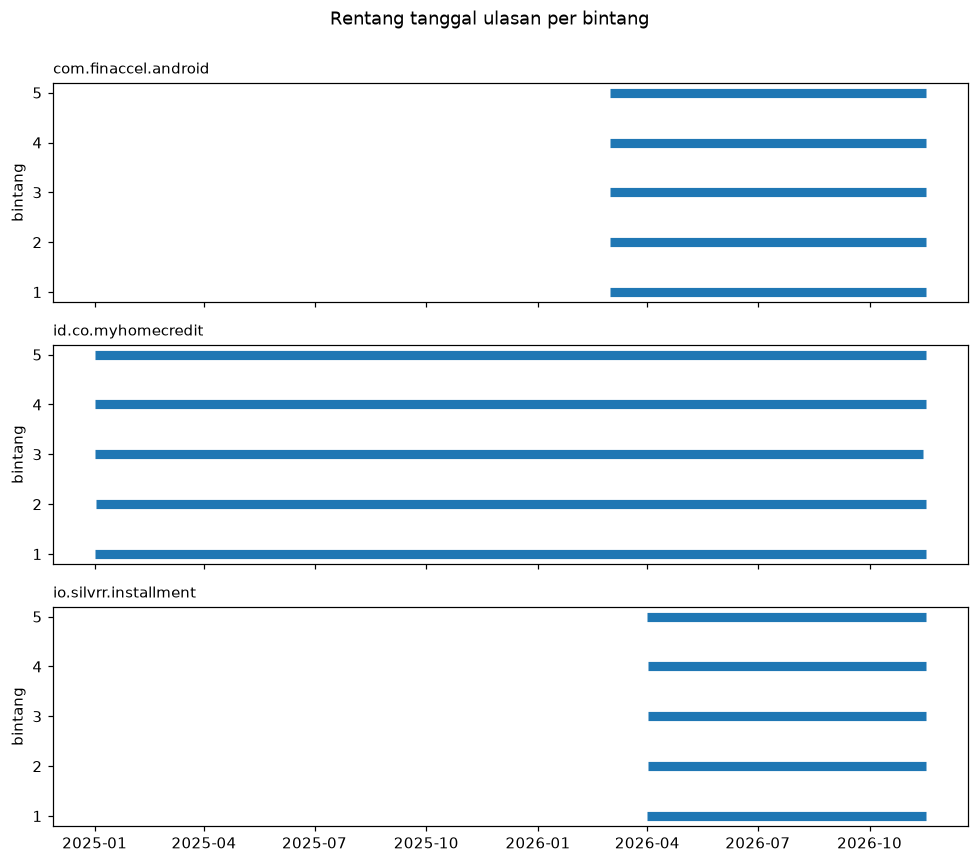 Rentang tanggal ulasan per bintang
com.finaccel.android
5
4
3
2
1
bintang
id.co.myhomecredit
5
4
3
2
1
bintang
io.silvrr.installment
5
4
3
2
1
bintang
2025-01 2025-04 2025-07 2025-10 2026-01 2026-04 2026-07 2026-10